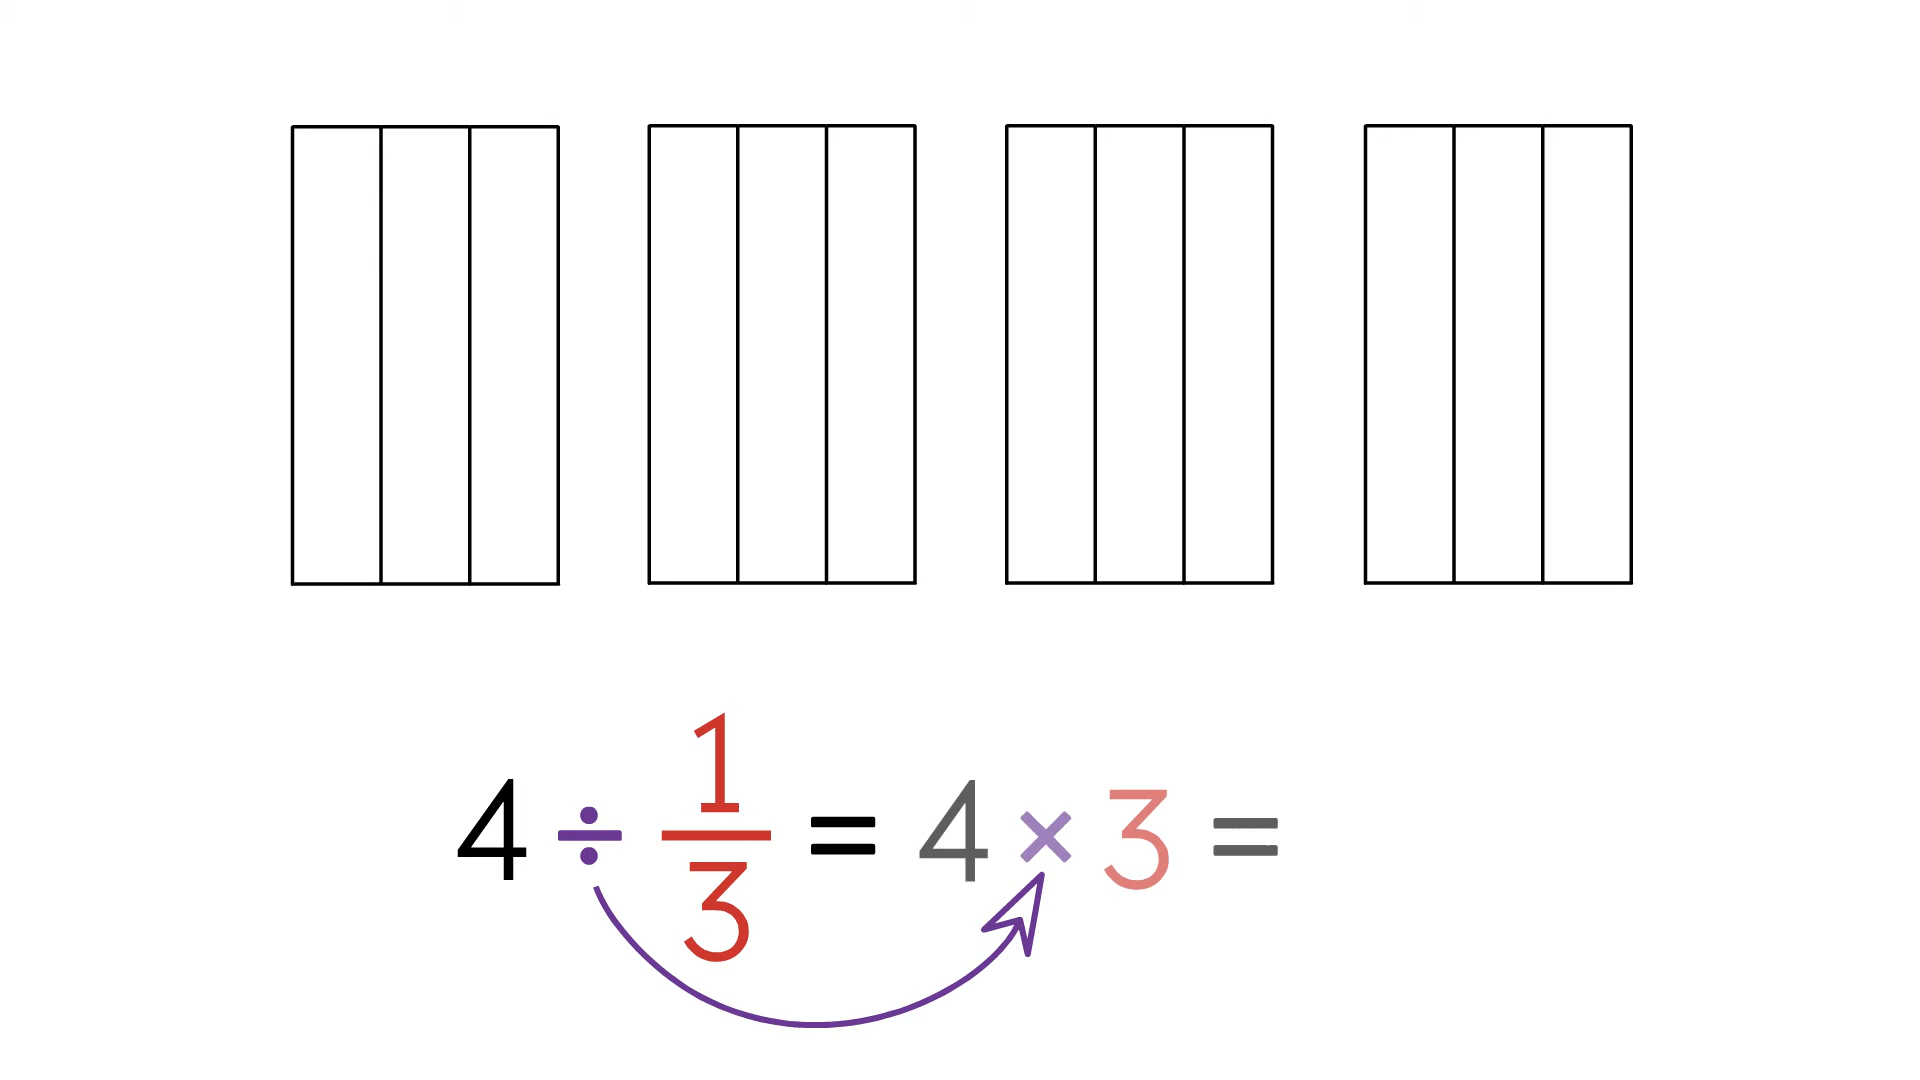 4 ÷ 1/3 = 4 × 3 =